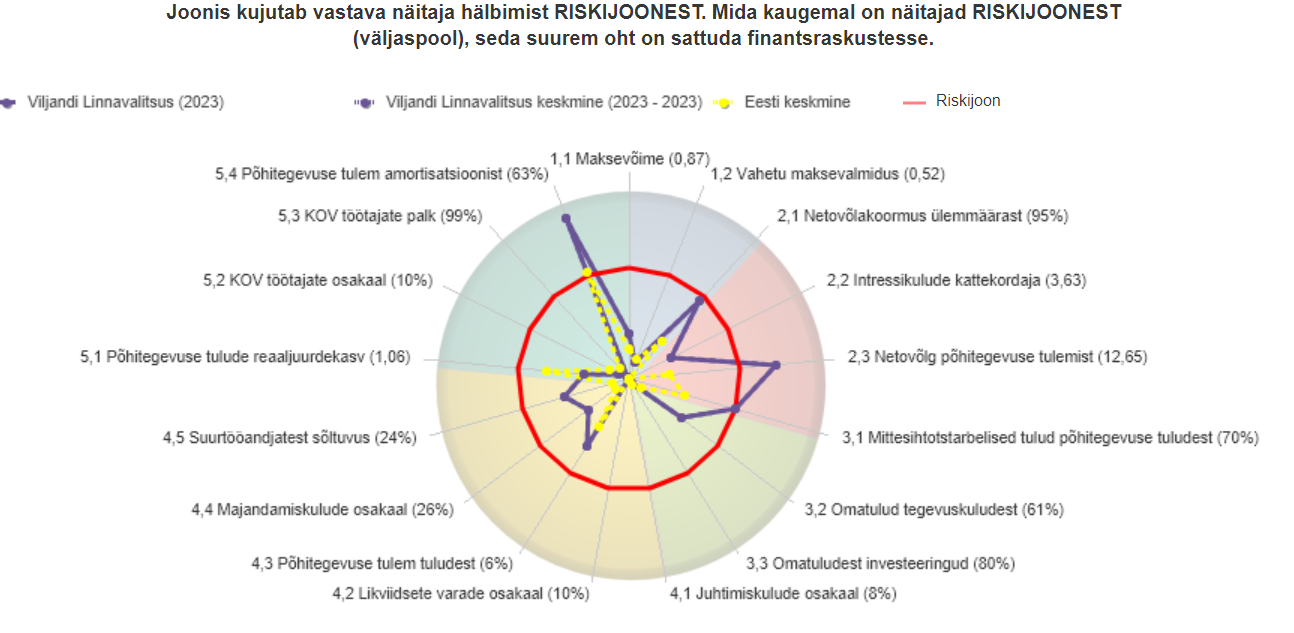 Joonis kujutab vastava näitaja hälbimist RISKIJOONEST. Mida kaugemal on näitajad RISKIJOONEST
(väljaspool), seda suurem oht on sattuda finantsraskustesse.
Viljandi Linnavalitsus (2023)
Viljandi Linnavalitsus keskmine (2023 - 2023)
Eesti keskmine
Riskijoon
1,1 Maksevõime (0,87)
1,2 Vahetu maksevalmidus (0,52)
2,1 Netovõlakoormus ülemmäärast (95%)
2,2 Intressikulude kattekordaja (3,63)
2,3 Netovõlg põhitegevuse tulemist (12,65)
3,1 Mittesihtotstarbelised tulud põhitegevuse tuludest (70%)
3,2 Omatulud tegevuskuludest (61%)
3,3 Omatuludest investeeringud (80%)
4,1 Juhtimiskulude osakaal (8%)
4,2 Likviidsete varade osakaal (10%)
4,3 Põhitegevuse tulem tuludest (6%)
4,4 Majandamiskulude osakaal (26%)
4,5 Suurtööandjatest sõltuvus (24%)
5,1 Põhitegevuse tulude reaaljuurdekasv (1,06)
5,2 KOV töötajate osakaal (10%)
5,3 KOV töötajate palk (99%)
5,4 Põhitegevuse tulem amortisatsioonist (63%)